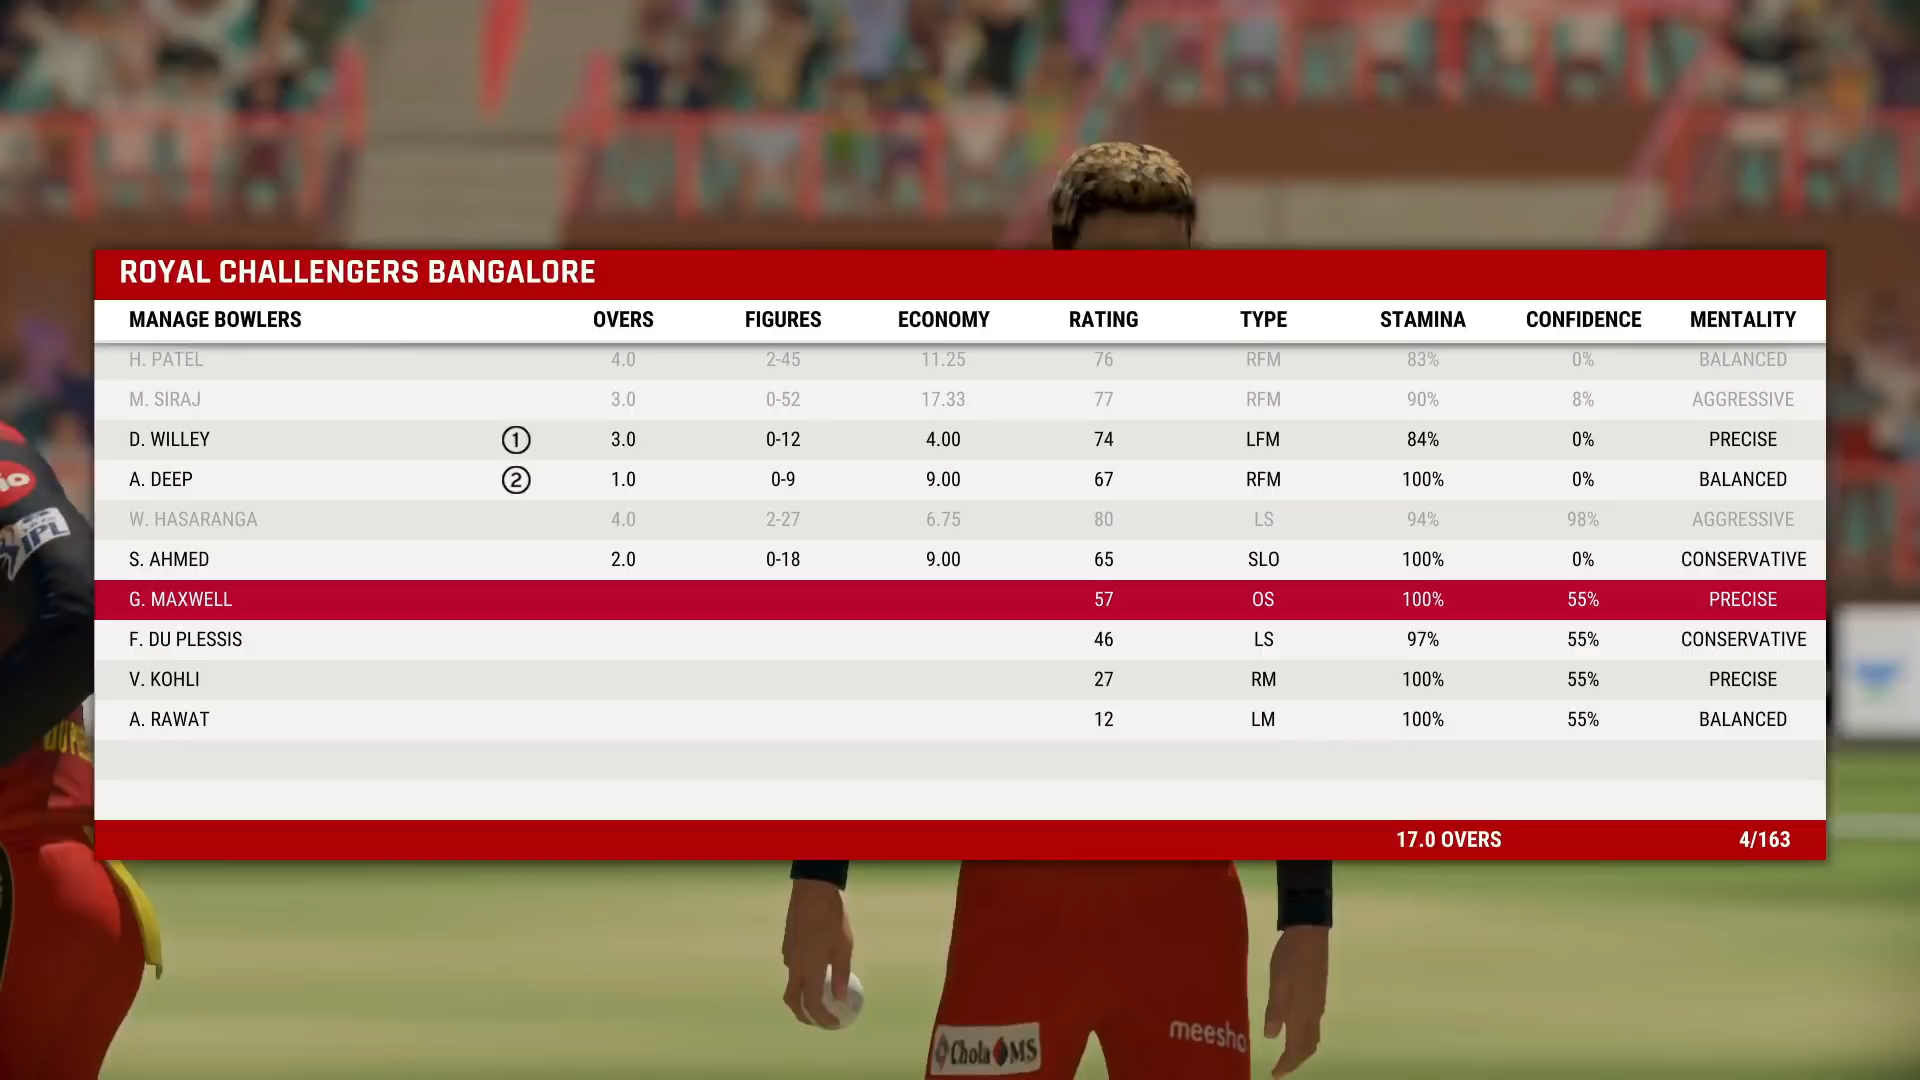 ROYAL CHALLENGERS BANGALORE
MANAGE BOWLERS OVERS FIGURES ECONOMY RATING TYPE STAMINA CONFIDENCE MENTALITY
H. PATEL 4.0 2-45 11.25 76 RFM 83% 0% BALANCED
M. SIRAJ 3.0 0-52 17.33 77 RFM 90% 8% AGGRESSIVE
D. WILLEY 1 3.0 0-12 4.00 74 LFM 84% 0% PRECISE
A. DEEP 2 1.0 0-9 9.00 67 RFM 100% 0% BALANCED
W. HASARANGA 4.0 2-27 6.75 80 LS 94% 98% AGGRESSIVE
S. AHMED 2.0 0-18 9.00 65 SLO 100% 0% CONSERVATIVE
G. MAXWELL 57 OS 100% 55% PRECISE
F. DU PLESSIS 46 LS 97% 55% CONSERVATIVE
V. KOHLI 27 RM 100% 55% PRECISE
A. RAWAT 12 LM 100% 55% BALANCED
17.0 OVERS 4/163
IPL
meesho
Chola MS